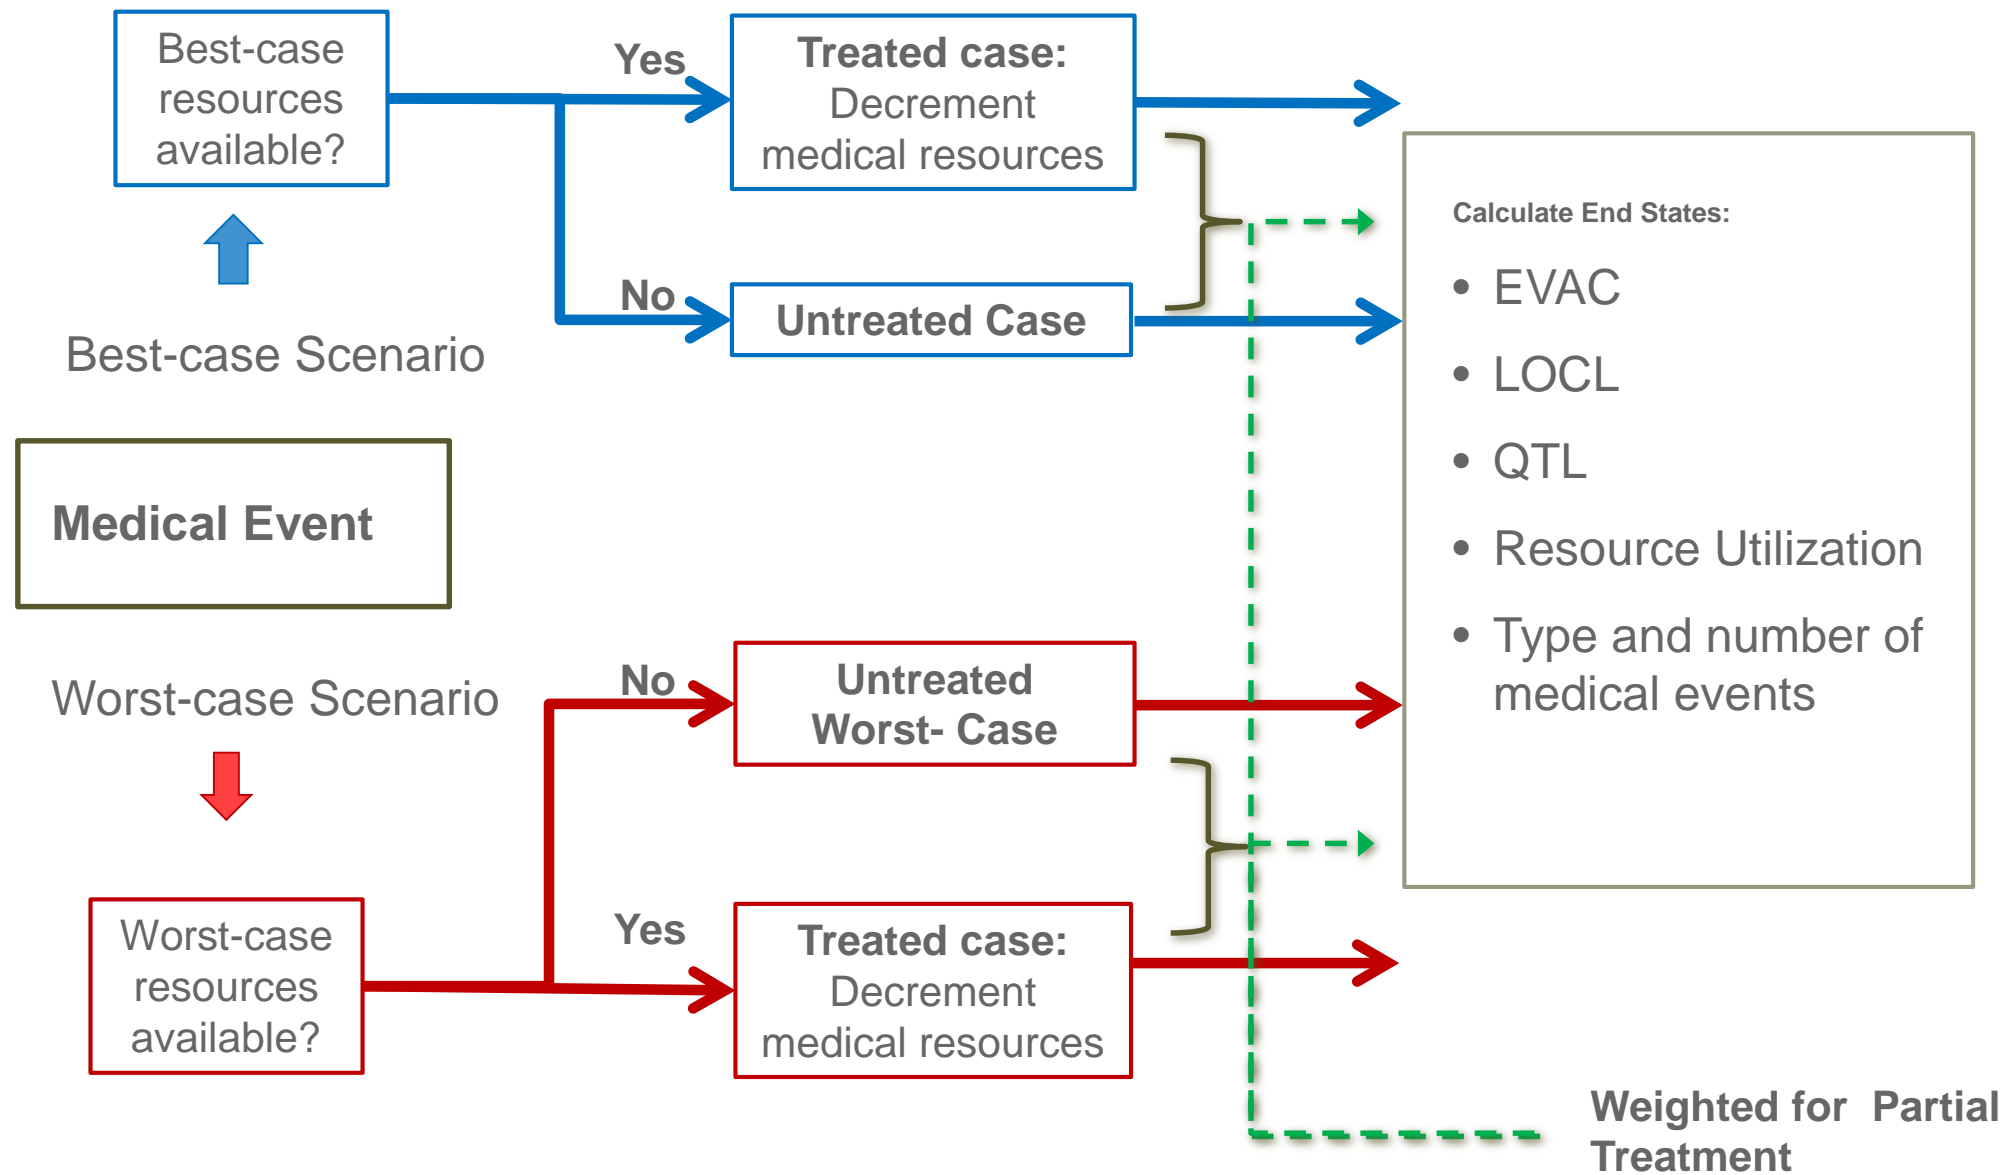 Best-case
resources
available?
Yes
Treated case:
Decrement
medical resources
No
Untreated Case
Best-case Scenario
Medical Event
Worst-case Scenario
No
Untreated
Worst- Case
Worst-case
resources
available?
Yes
Treated case:
Decrement
medical resources
Calculate End States:
• EVAC
• LOCL
• QTL
• Resource Utilization
• Type and number of
medical events
Weighted for  Partial
Treatment